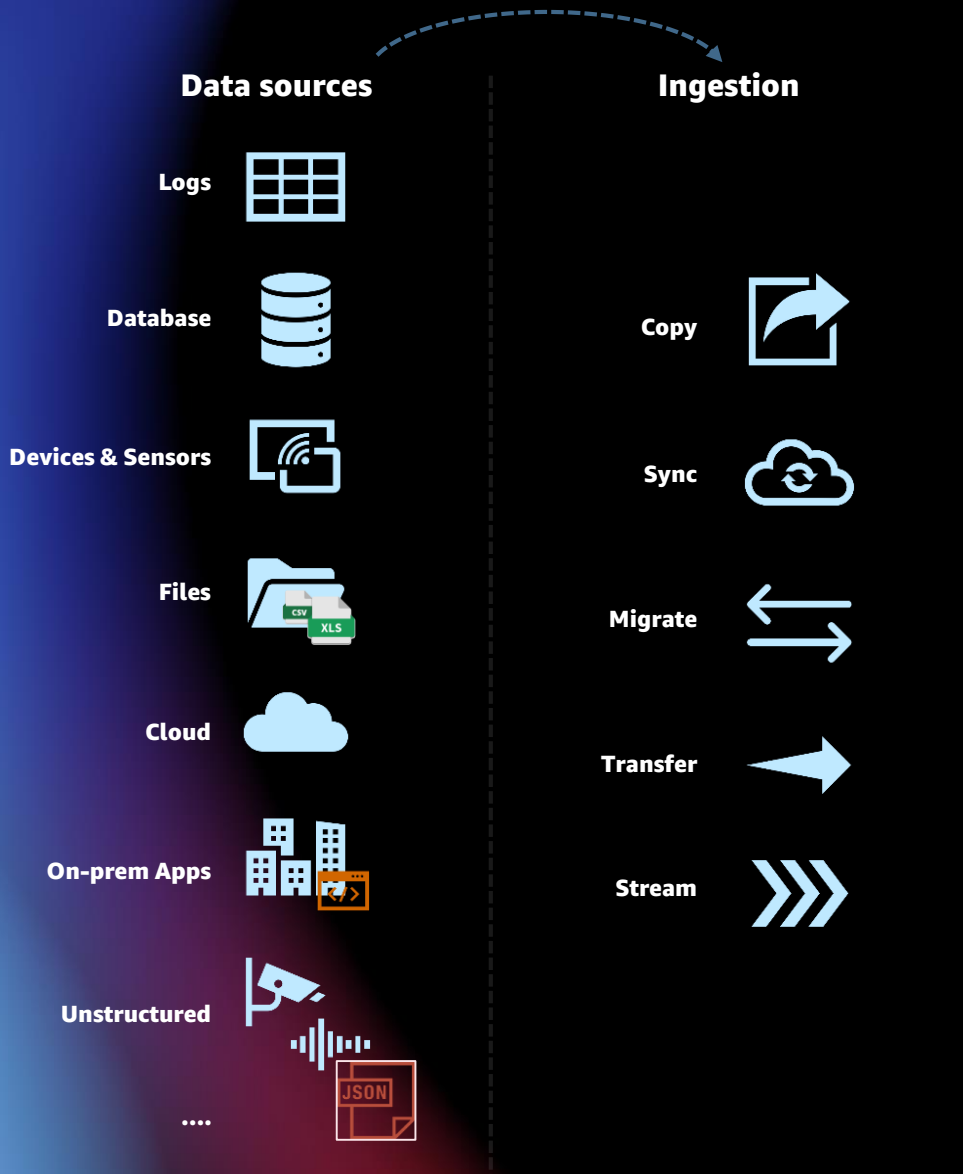 Data sources
Logs
Database
Devices & Sensors
Files
CSV
XLS
Cloud
On-prem Apps
</>
Unstructured
JSON
....
Ingestion
Copy
Sync
Migrate
Transfer
Stream